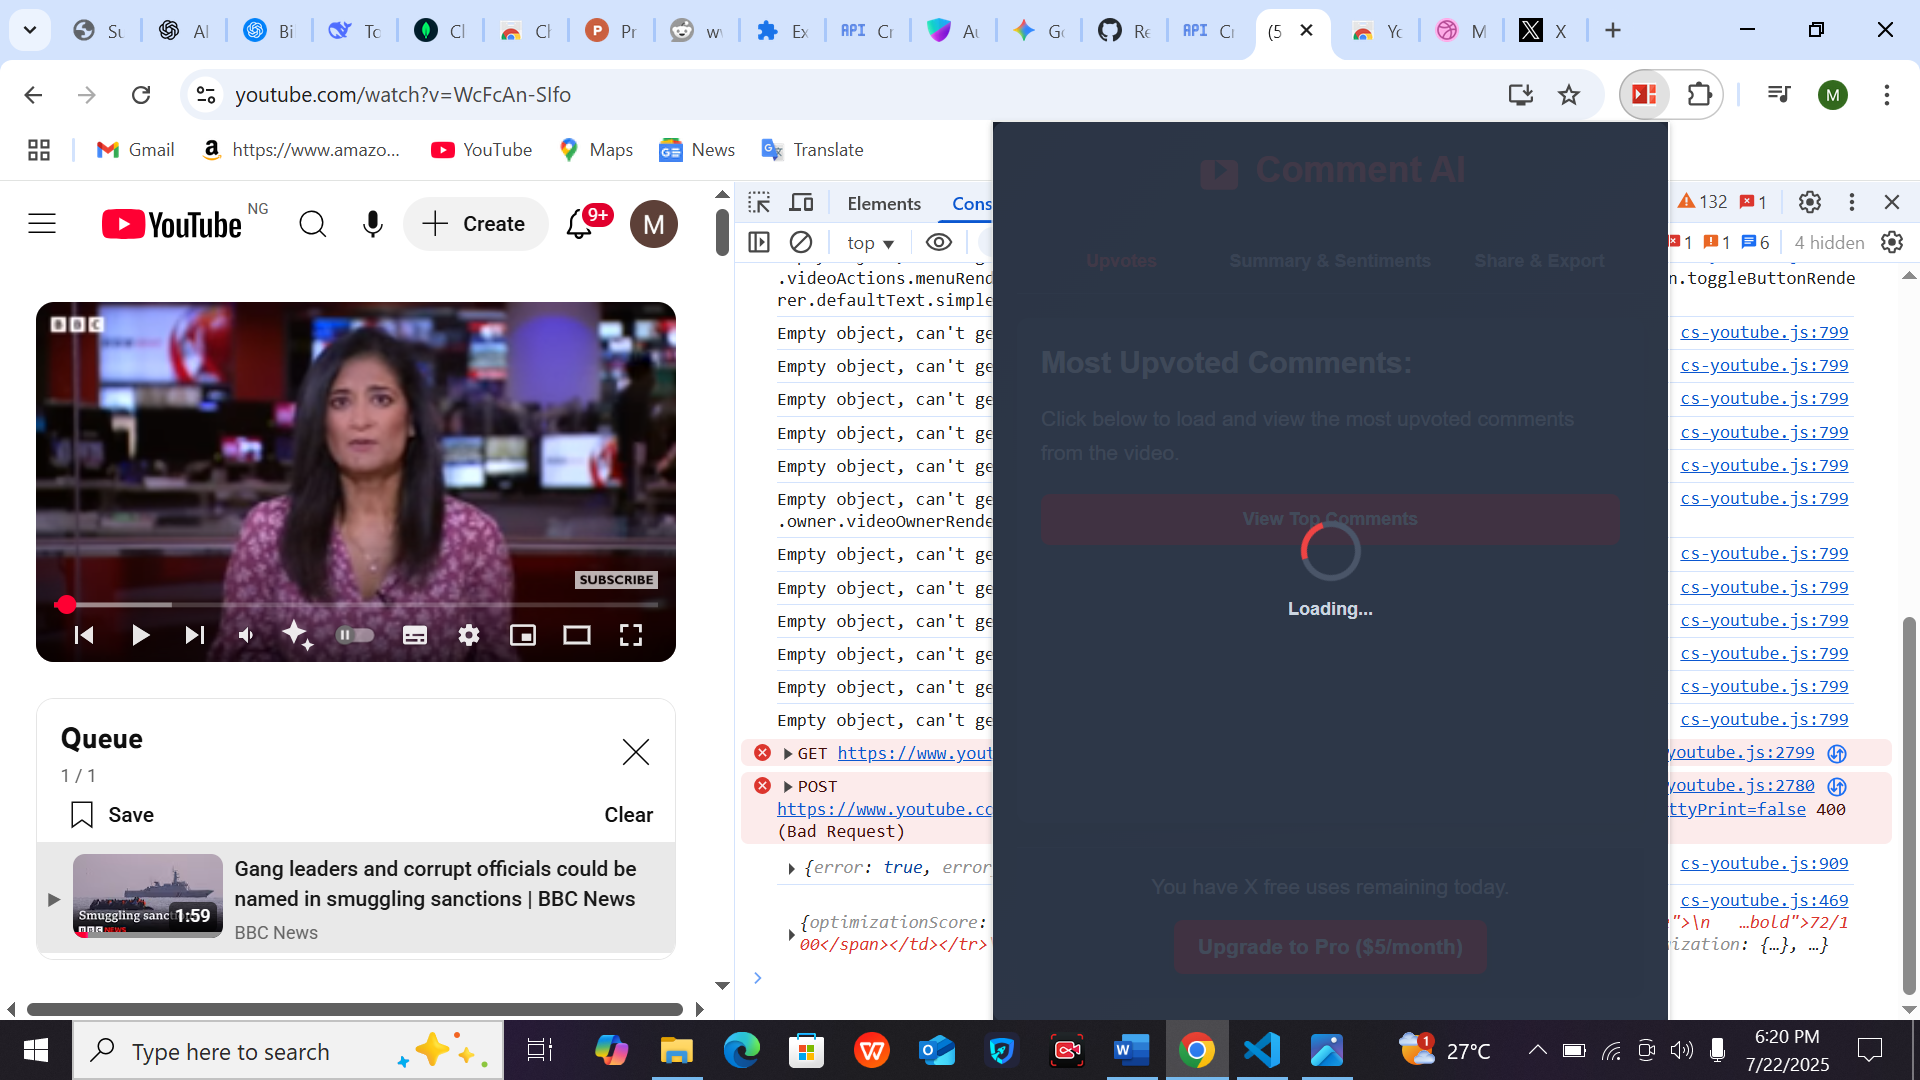 Su
Al
Bi
To
Cl
Ch
Pr
w
Ex
API Cr
Au
Go
Re
API Cr
(5
Yo
M
X
youtube.com/watch?v=WcFcAn-SIfo
M
Gmail
https://www.amazo...
YouTube
Maps
News
Translate
YouTube NG
Create
9+
M
Elements
Cons
132
1
top
1
1
6
4 hidden
.videoActions.menuRend
n.toggleButtonRende
rer.defaultText.simple
Empty object, can't ge
cs-youtube.js:799
Empty object, can't ge
cs-youtube.js:799
Empty object, can't ge
cs-youtube.js:799
Empty object, can't ge
cs-youtube.js:799
Empty object, can't ge
cs-youtube.js:799
Empty object, can't ge
cs-youtube.js:799
.owner.videoOwnerRende
Empty object, can't ge
cs-youtube.js:799
Empty object, can't ge
cs-youtube.js:799
Empty object, can't ge
cs-youtube.js:799
Empty object, can't ge
cs-youtube.js:799
Empty object, can't ge
cs-youtube.js:799
Empty object, can't ge
cs-youtube.js:799
GET https://www.yout
youtube.js:2799
POST
youtube.js:2780
https://www.youtube.co
ttyPrint=false 400
(Bad Request)
{error: true, error
cs-youtube.js:909
cs-youtube.js:469
{optimizationScore:
e">\n …bold">72/1
00</span></td></tr>
ization: {…}, …}
Comment AI
Upvotes
Summary & Sentiments
Share & Export
Most Upvoted Comments:
Click below to load and view the most upvoted comments
from the video.
View Top Comments
Loading...
You have X free uses remaining today.
Upgrade to Pro ($5/month)
BBC
SUBSCRIBE
Queue
1 / 1
Save
Clear
Smuggling sanct
1:59
BBC NEWS
Gang leaders and corrupt officials could be
named in smuggling sanctions | BBC News
BBC News
Type here to search
1
27°C
6:20 PM
7/22/2025